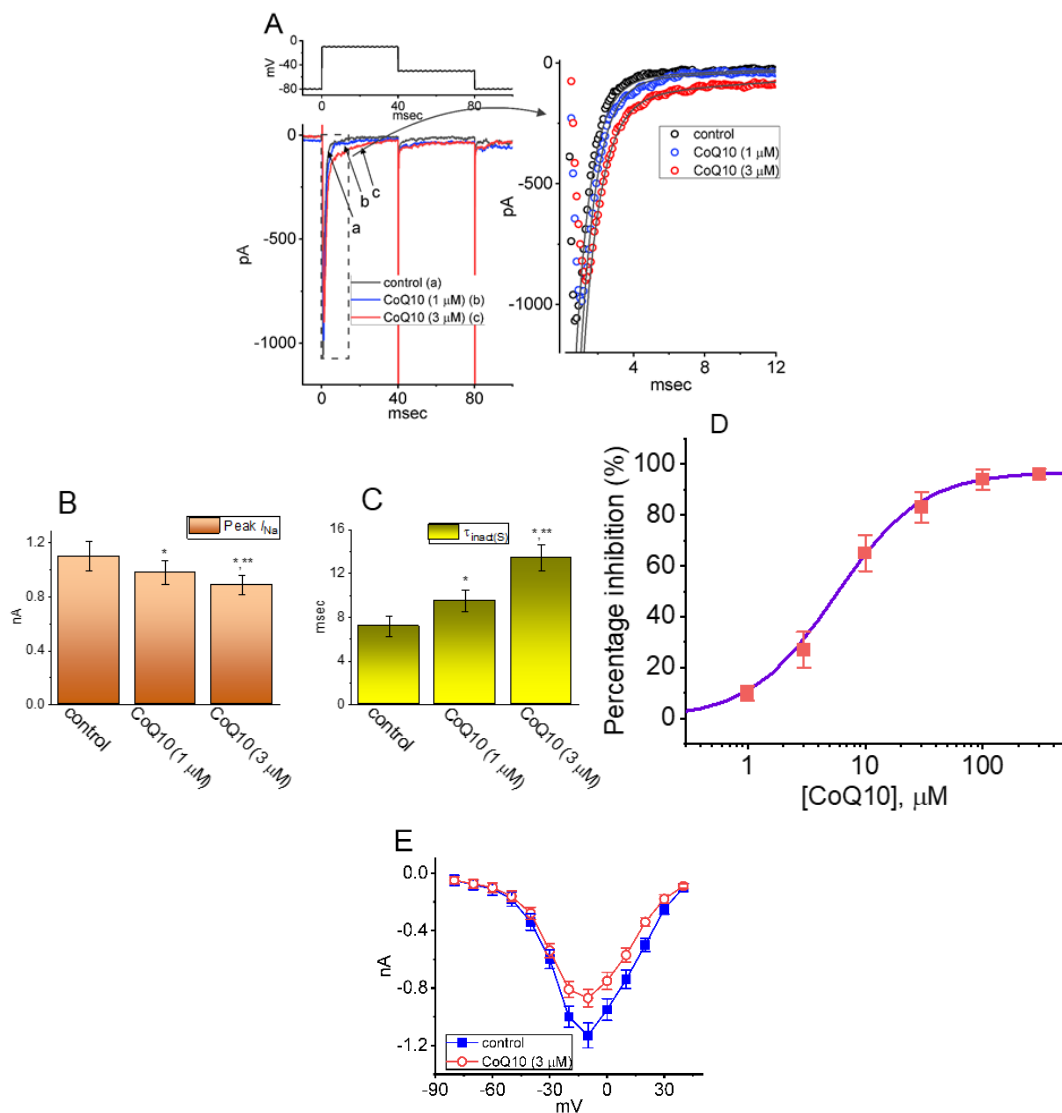 A
mV
0
-40
-80
0
40
80
msec
pA
0
-500
-1000
c
b
a
control (a)
CoQ10 (1 μM) (b)
CoQ10 (3 μM) (c)
0
40
80
msec
pA
0
-500
-1000
control
CoQ10 (1 μM)
CoQ10 (3 μM)
4
8
12
msec
B
Peak INa
nA
1.2
0.8
0.4
0.0
*
*,**
control
CoQ10 (1 μM)
CoQ10 (3 μM)
C
τinact(S)
msec
16
12
8
4
0
*
*,**
control
CoQ10 (1 μM)
CoQ10 (3 μM)
D
Percentage inhibition (%)
100
80
60
40
20
0
1
10
100
[CoQ10], μM
E
nA
0.0
-0.4
-0.8
-1.2
control
CoQ10 (3 μM)
-90
-60
-30
0
30
mV